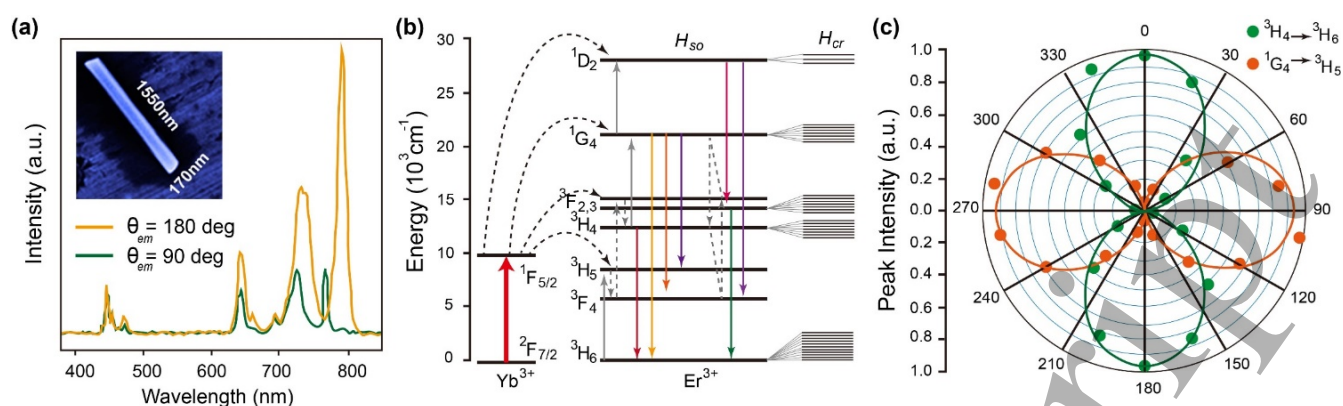 (a)
Intensity (a.u.)
1550nm
170nm
θem = 180 deg
θem = 90 deg
400 500 600 700 800
Wavelength (nm)
(b)
Energy (10³cm⁻¹)
30
25
20
15
10
5
0
Hso
Hcr
¹D₂
¹G₄
³F₂,₃
³H₄
³H₅
³F₄
³H₆
¹F₅/₂
²F₇/₂
Yb³⁺
Er³⁺
(c)
³H₄→³H₆
¹G₄→³H₅
Peak Intensity (a.u.)
1.0
0.8
0.6
0.4
0.2
0.0
0.2
0.4
0.6
0.8
1.0
0
30
60
90
120
150
180
210
240
270
300
330